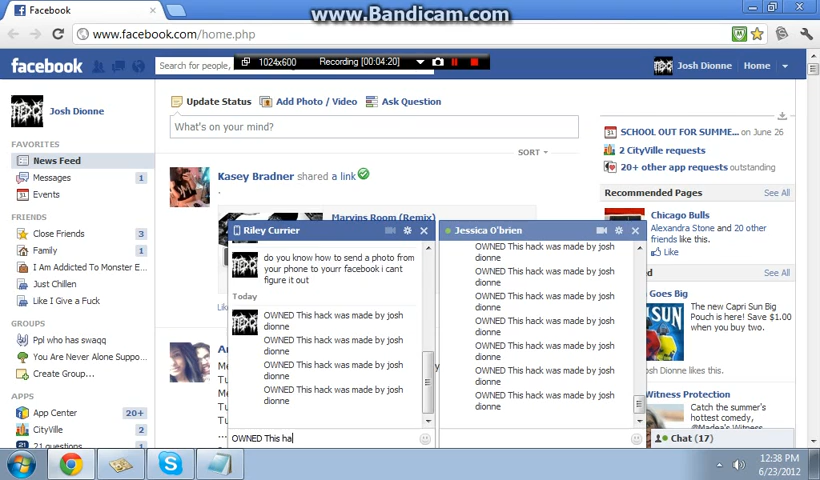 www.Bandicam.com
Facebook
www.facebook.com/home.php
facebook
Search for people,
1024x600
Recording [00:04:20]
Josh Dionne
Home
Josh Dionne
FAVORITES
News Feed
Messages
1
Events
FRIENDS
Close Friends
3
Family
1
I Am Addicted To Monster E...
Just Chillen
Like I Give a Fuck
GROUPS
Ppl who has swaqq
You Are Never Alone Suppo...
Create Group...
APPS
App Center
20+
CityVille
21 questions
Update Status
Add Photo / Video
Ask Question
What's on your mind?
SORT
Kasey Bradner shared a link
.
Marvins Room (Remix)
Riley Currier
do you know how to send a photo from
your phone to yourr facebook i cant
figure it out
Today
OWNED This hack was made by josh
dionne
OWNED This hack was made by josh
dionne
OWNED This hack was made by josh
dionne
OWNED This hack was made by josh
dionne
OWNED This ha
Jessica O'brien
OWNED This hack was made by josh
dionne
OWNED This hack was made by josh
dionne
OWNED This hack was made by josh
dionne
OWNED This hack was made by josh
dionne
OWNED This hack was made by josh
dionne
OWNED This hack was made by josh
dionne
OWNED This hack was made by josh
dionne
SCHOOL OUT FOR SUMME... on June 26
2 CityVille requests
20+ other app requests outstanding
Recommended Pages
See All
Chicago Bulls
Alexandra Stone and 20 other
friends like this.
Like
See All
Goes Big
The new Capri Sun Big
Pouch is here! Save $1.00
when you buy two.
Dionne likes this.
Witness Protection
Catch the summer's
hottest comedy,
Chat (17)
12:38 PM
6/23/2012